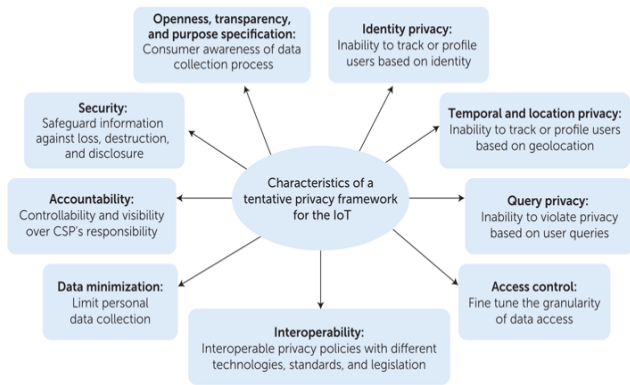 Openness, transparency,
and purpose specification:
Consumer awareness of data
collection process
Identity privacy:
Inability to track or profile
users based on identity
Security:
Safeguard information
against loss, destruction,
and disclosure
Temporal and location privacy:
Inability to track or profile users
based on geolocation
Characteristics of a
tentative privacy framework
for the IoT
Accountability:
Controllability and visibility
over CSP's responsibility
Query privacy:
Inability to violate privacy
based on user queries
Data minimization:
Limit personal
data collection
Access control:
Fine tune the granularity
of data access
Interoperability:
Interoperable privacy policies with different
technologies, standards, and legislation